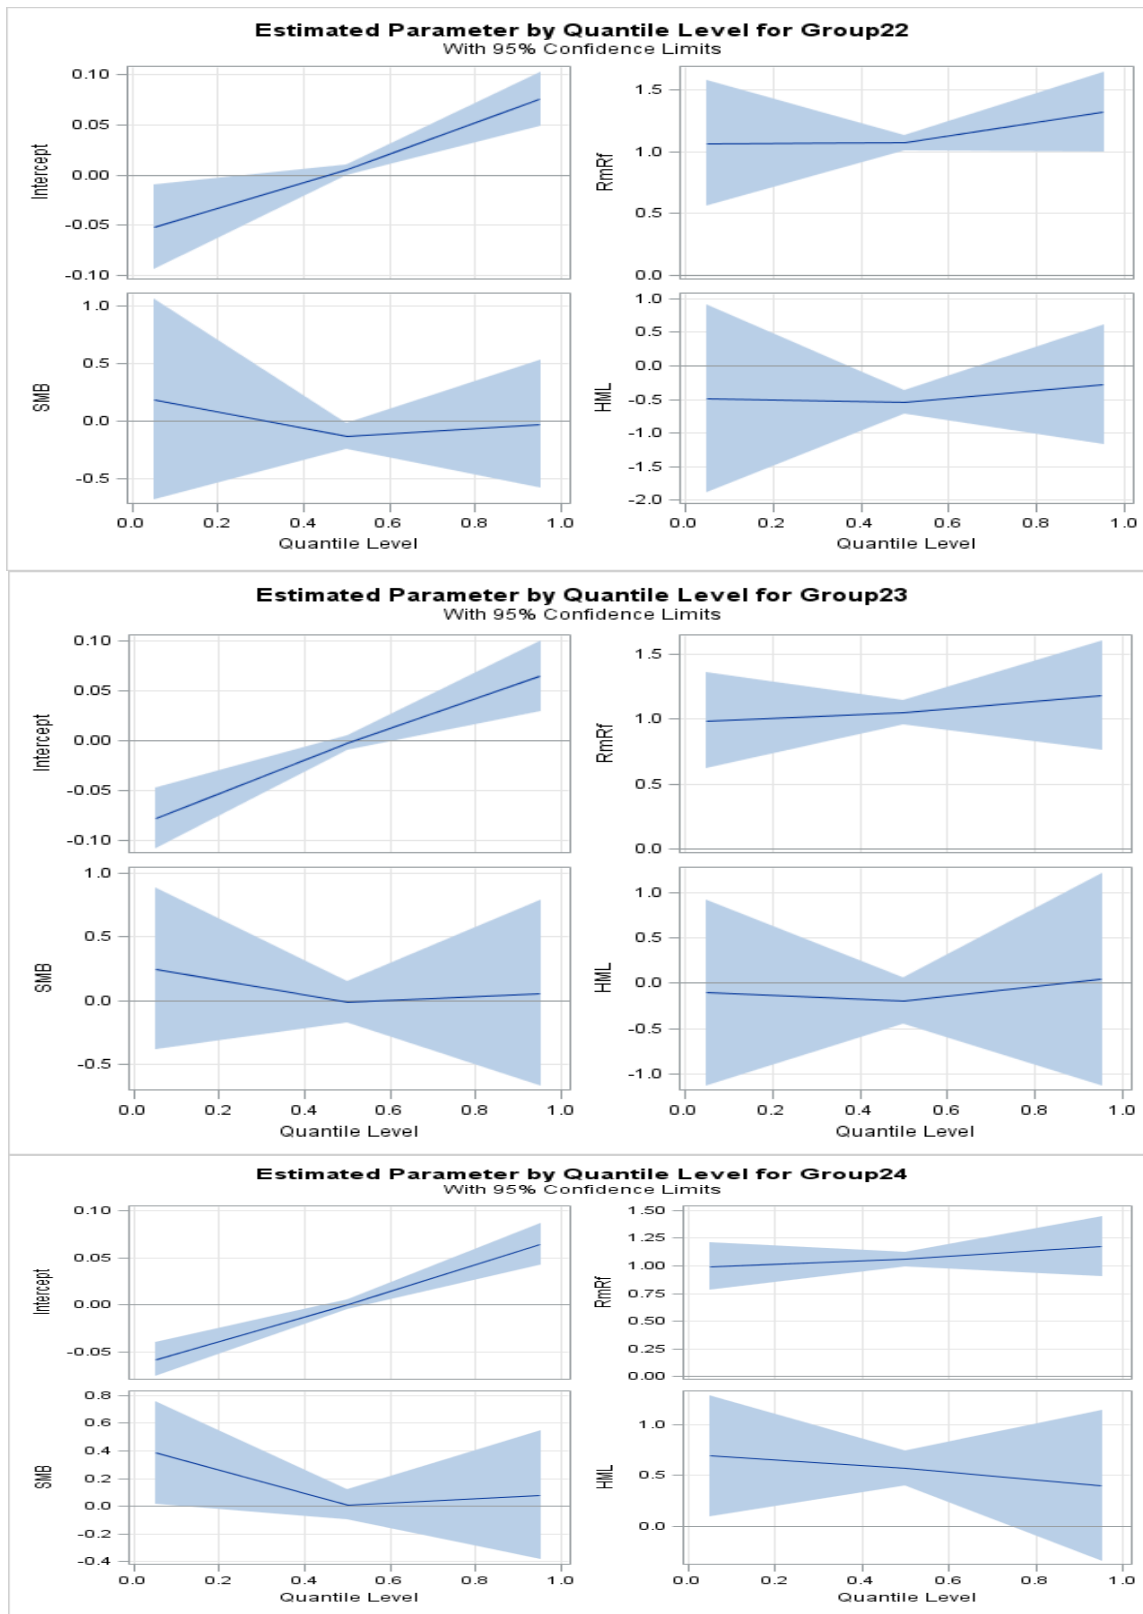 Estimated Parameter by Quantile Level for Group22
With 95% Confidence Limits
0.10
0.05
0.00
-0.05
-0.10
Intercept
1.5
1.0
0.5
0.0
RmRf
1.0
0.5
0.0
-0.5
SMB
0.0 0.2 0.4 0.6 0.8 1.0
Quantile Level
1.0
0.5
0.0
-0.5
-1.0
-1.5
-2.0
HML
0.0 0.2 0.4 0.6 0.8 1.0
Quantile Level
Estimated Parameter by Quantile Level for Group23
With 95% Confidence Limits
0.10
0.05
0.00
-0.05
-0.10
Intercept
1.5
1.0
0.5
0.0
RmRf
1.0
0.5
0.0
-0.5
SMB
0.0 0.2 0.4 0.6 0.8 1.0
Quantile Level
1.0
0.5
0.0
-0.5
-1.0
HML
0.0 0.2 0.4 0.6 0.8 1.0
Quantile Level
Estimated Parameter by Quantile Level for Group24
With 95% Confidence Limits
0.10
0.05
0.00
-0.05
Intercept
1.50
1.25
1.00
0.75
0.50
0.25
0.00
RmRf
0.8
0.6
0.4
0.2
0.0
-0.2
-0.4
SMB
0.0 0.2 0.4 0.6 0.8 1.0
Quantile Level
1.0
0.5
0.0
HML
0.0 0.2 0.4 0.6 0.8 1.0
Quantile Level